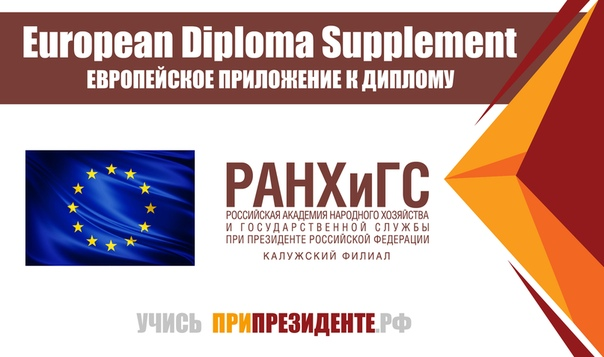 European Diploma Supplement
ЕВРОПЕЙСКОЕ ПРИЛОЖЕНИЕ К ДИПЛОМУ
РАНХиГС
РОССИЙСКАЯ АКАДЕМИЯ НАРОДНОГО ХОЗЯЙСТВА
И ГОСУДАРСТВЕННОЙ СЛУЖБЫ
ПРИ ПРЕЗИДЕНТЕ РОССИЙСКОЙ ФЕДЕРАЦИИ
КАЛУЖСКИЙ ФИЛИАЛ
УЧИСЬ ПРИПРЕЗИДЕНТЕ.РФ